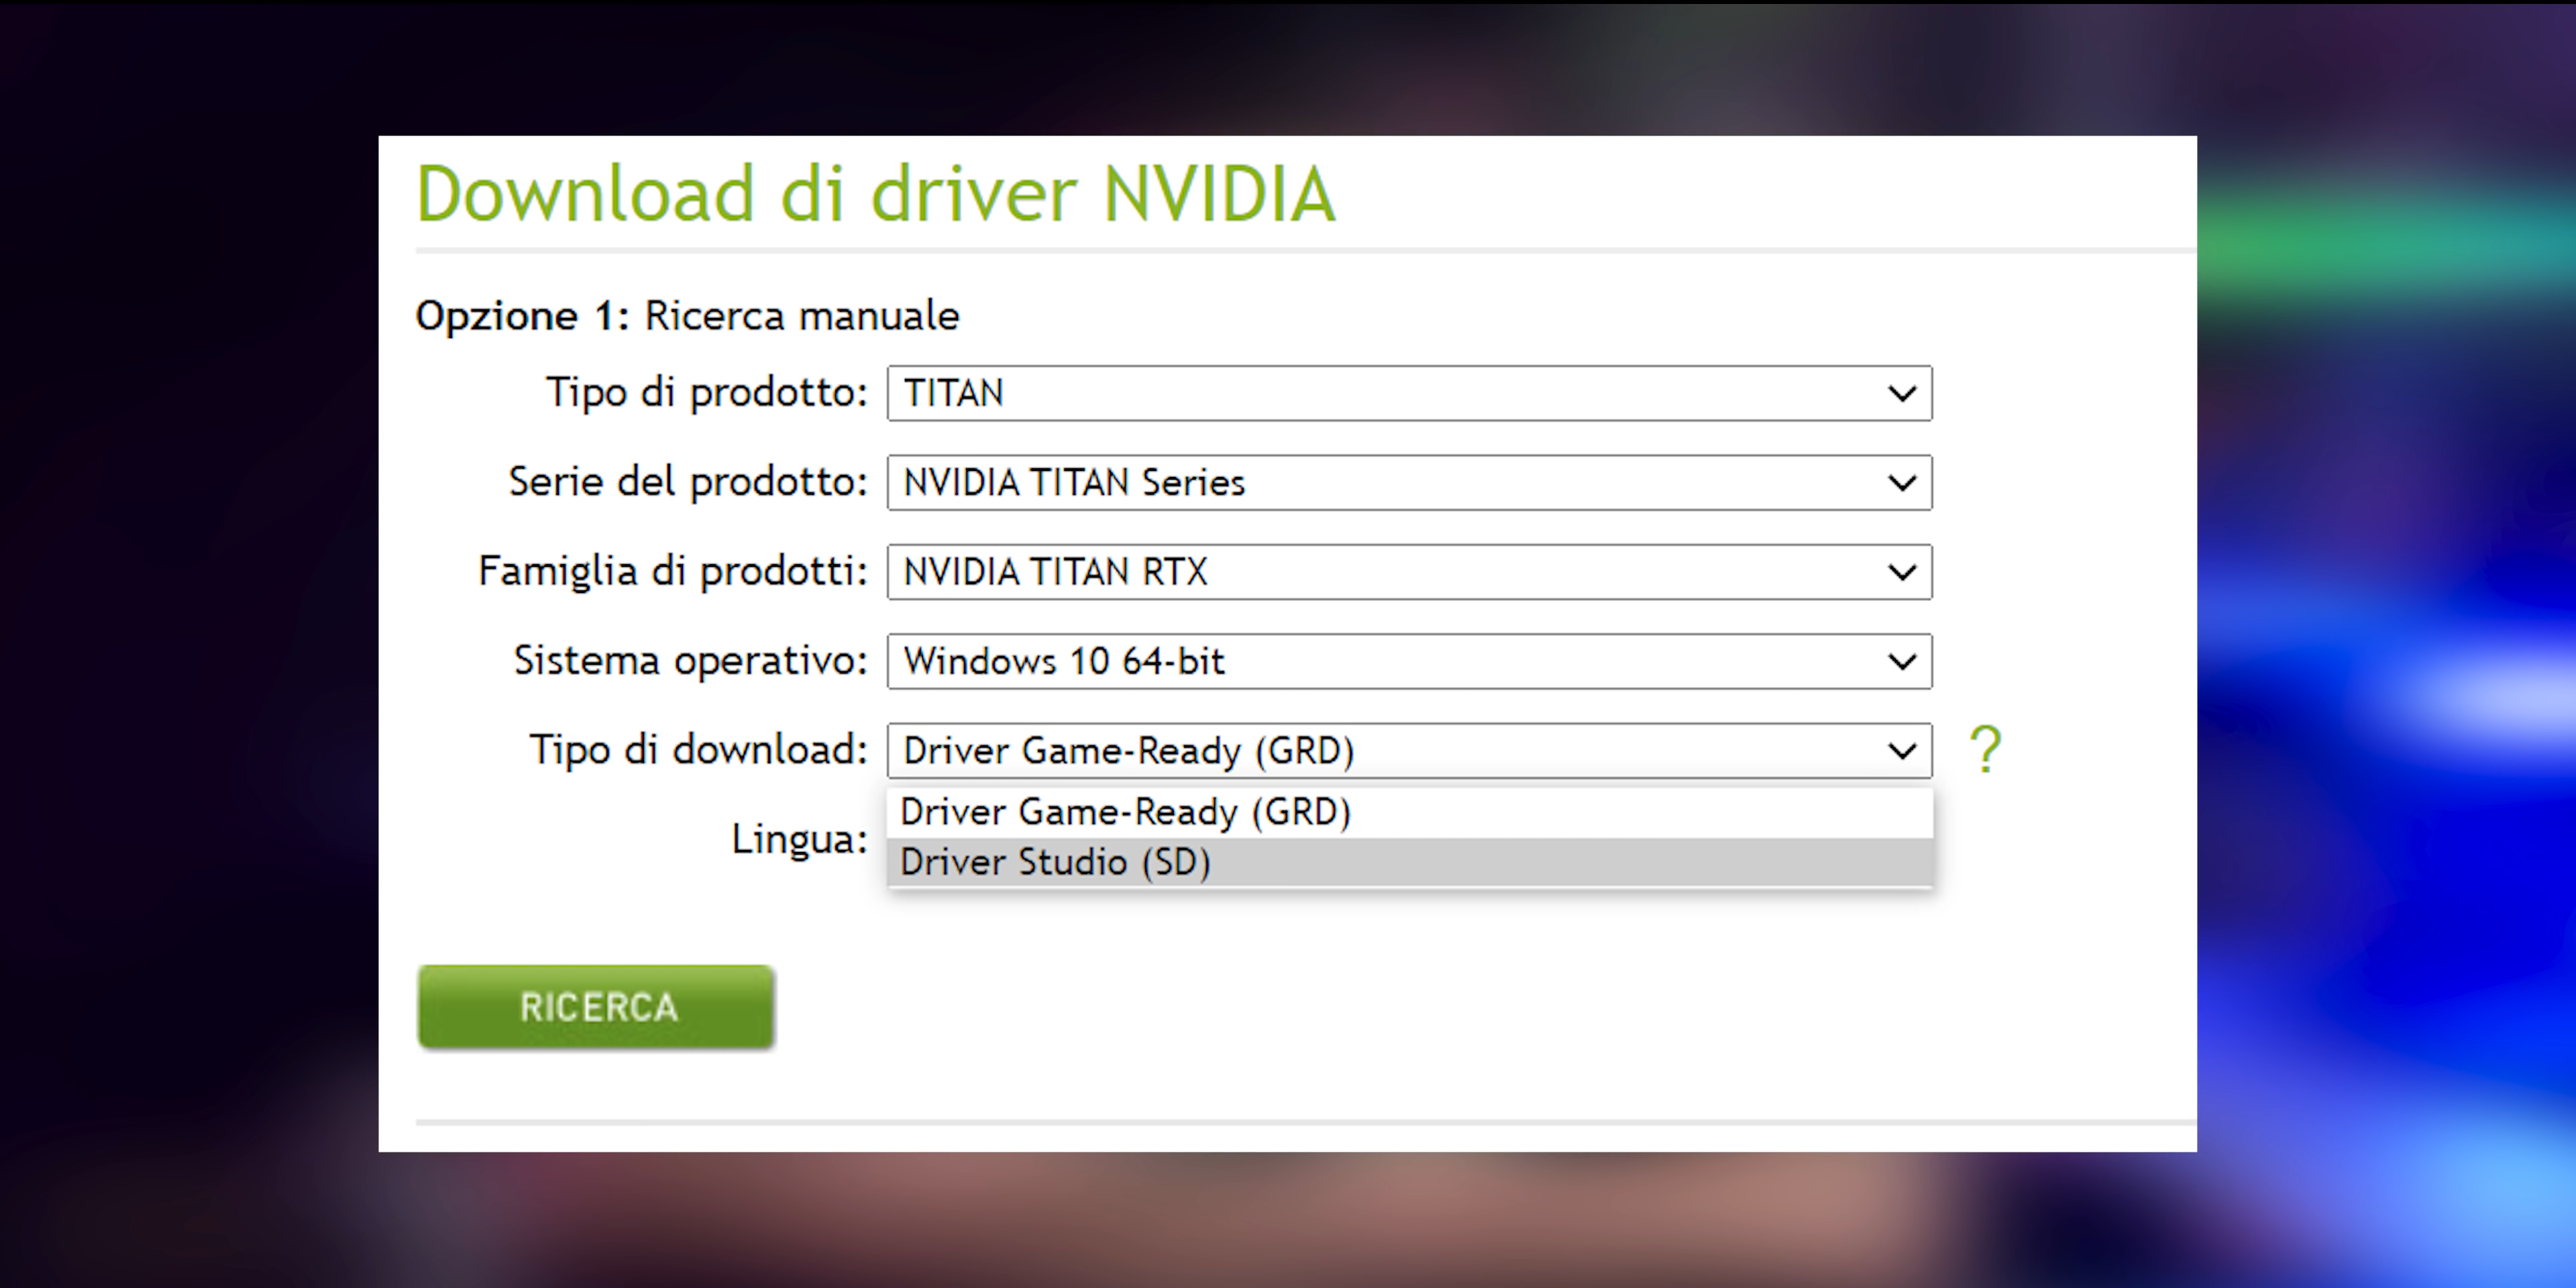 Download di driver NVIDIA
Opzione 1: Ricerca manuale
Tipo di prodotto: TITAN
Serie del prodotto: NVIDIA TITAN Series
Famiglia di prodotti: NVIDIA TITAN RTX
Sistema operativo: Windows 10 64-bit
Tipo di download: Driver Game-Ready (GRD) ?
Driver Game-Ready (GRD)
Lingua:
Driver Studio (SD)
RICERCA